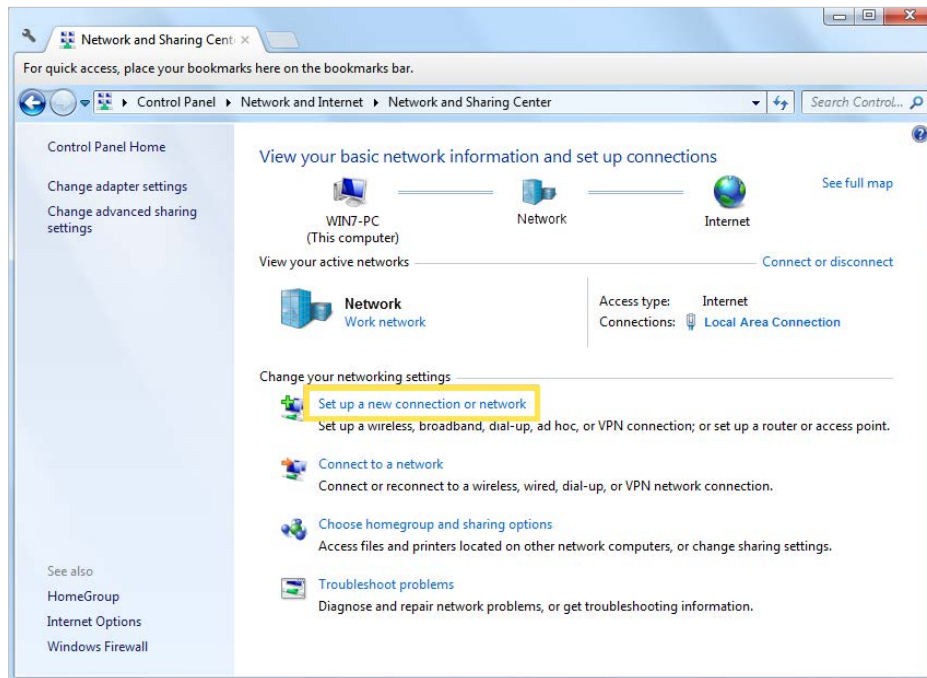 Network and Sharing Cent
For quick access, place your bookmarks here on the bookmarks bar.
Control Panel Network and Internet Network and Sharing Center Search Control...
Control Panel Home
Change adapter settings
Change advanced sharing
settings
View your basic network information and set up connections
See full map
WIN7-PC
(This computer)
Network
Internet
View your active networks
Connect or disconnect
Network
Work network
Access type: Internet
Connections: Local Area Connection
Change your networking settings
Set up a new connection or network
Set up a wireless, broadband, dial-up, ad hoc, or VPN connection; or set up a router or access point.
Connect to a network
Connect or reconnect to a wireless, wired, dial-up, or VPN network connection.
Choose homegroup and sharing options
Access files and printers located on other network computers, or change sharing settings.
Troubleshoot problems
Diagnose and repair network problems, or get troubleshooting information.
See also
HomeGroup
Internet Options
Windows Firewall